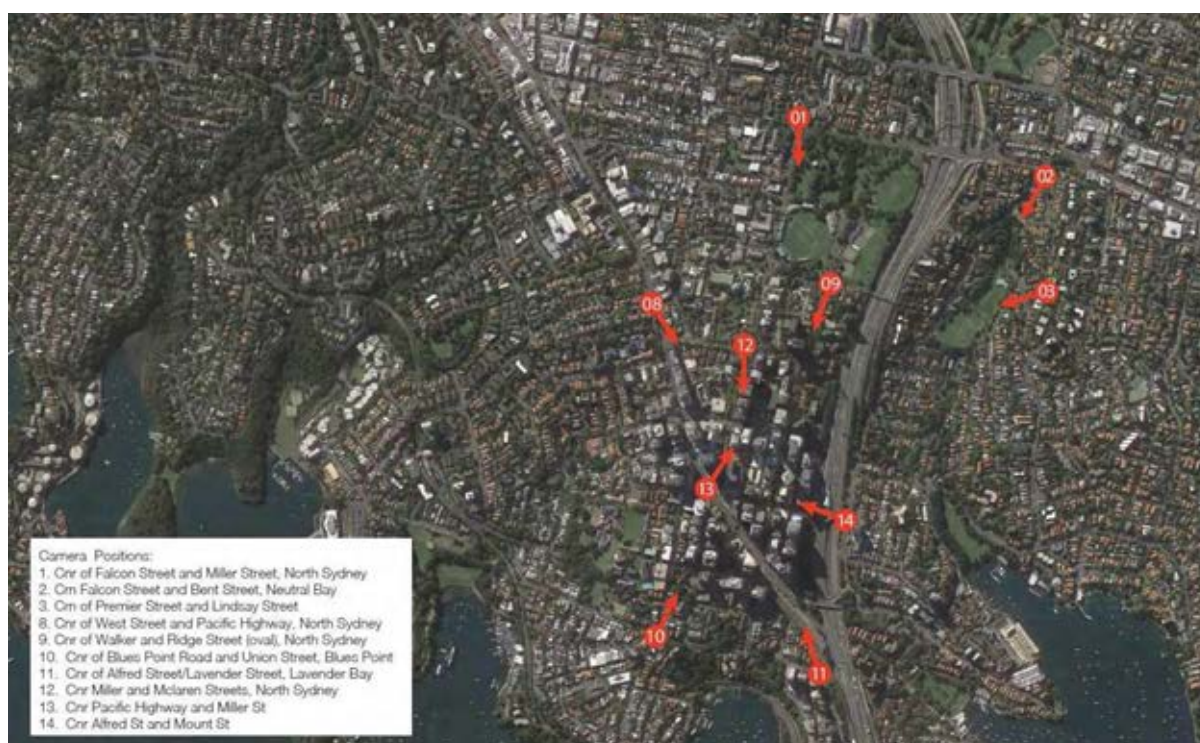 01
02
09
03
08
12
13
14
10
11
Camera Positions:
1. Cnr of Falcon Street and Miller Street, North Sydney
2. Crn Falcon Street and Bent Street, Neutral Bay
3. Crn of Premier Street and Lindsay Street
8. Cnr of West Street and Pacific Highway, North Sydney
9. Cnr of Walker and Ridge Street (oval), North Sydney
10. Cnr of Blues Point Road and Union Street, Blues Point
11. Cnr of Alfred Street/Lavender Street, Lavender Bay
12. Cnr Miller and Mclaren Streets, North Sydney
13. Cnr Pacific Highway and Miller St
14. Cnr Alfred St and Mount St